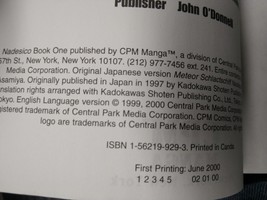 Publisher John O'Donnell
Nadesico Book One published by CPM Manga™, a division of Central Park
57th St., New York, New York 10107. (212) 977-7456 ext. 241. Entire contents
Media Corporation. Original Japanese version Meteor Schlachtschiff
Asamiya. Originally published in Japan in 1997 by Kadokawa Shoten
translation rights arranged with Kadokawa Shoten Publishing Co., Ltd.
Tokyo. English version © 1999, 2000 Central Park Media Corporation.
registered trademark of Central Park Media Corporation. CPM Comics, CPM
logo are trademarks of Central Park Media Corporation. All rights
ISBN 1-56219-929-3. Printed in Canada
First Printing: June 2000
1 2 3 4 5 02 01 00